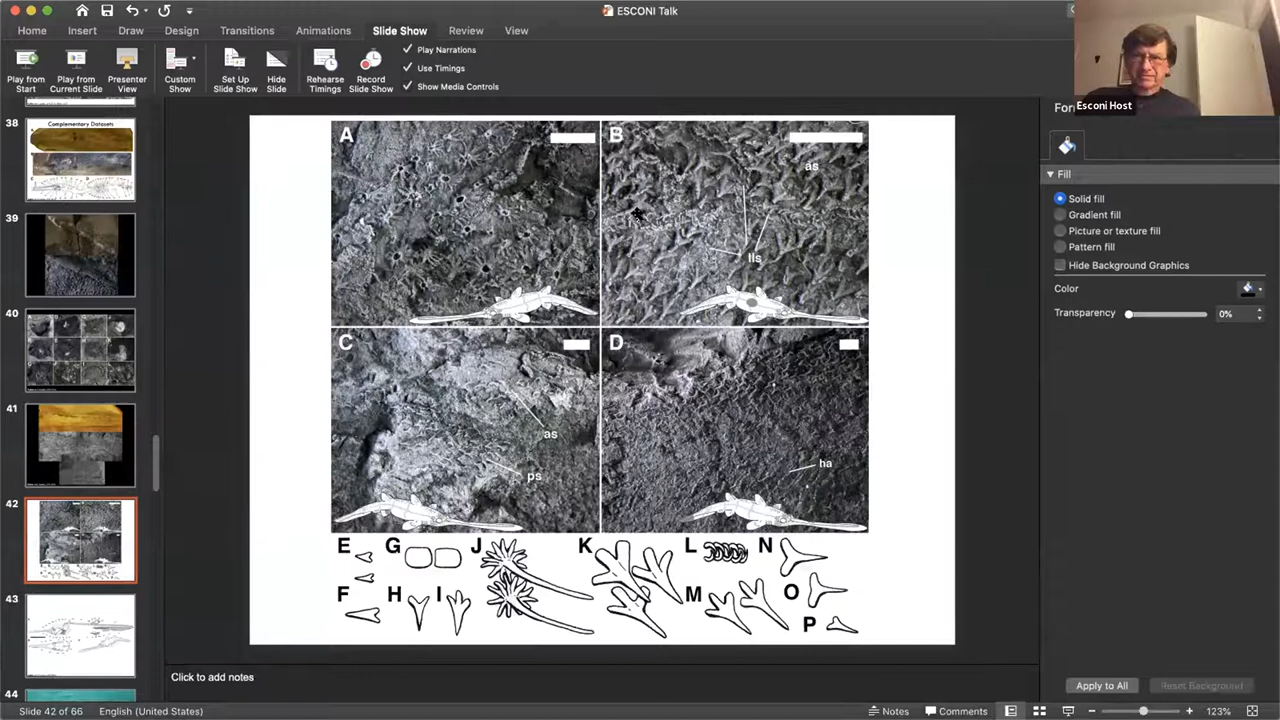 ESCONI Talk
Home Insert Draw Design Transitions Animations Slide Show Review View
Play from Start
Play from Current Slide
Presenter View
Custom Show
Set Up Slide Show
Hide Slide
Rehearse Timings
Record Slide Show
Play Narrations
Use Timings
Show Media Controls
Esconi Host
38
Complementary Datasets
39
40
41
42
43
44
A
B
as
lls
C
as
ps
D
ha
E G J K L N
F H I M O
P
Fill
Solid fill
Gradient fill
Picture or texture fill
Pattern fill
Hide Background Graphics
Color
Transparency 0%
Click to add notes
Apply to All Reset Background
Slide 42 of 66 English (United States) Notes Comments 123%